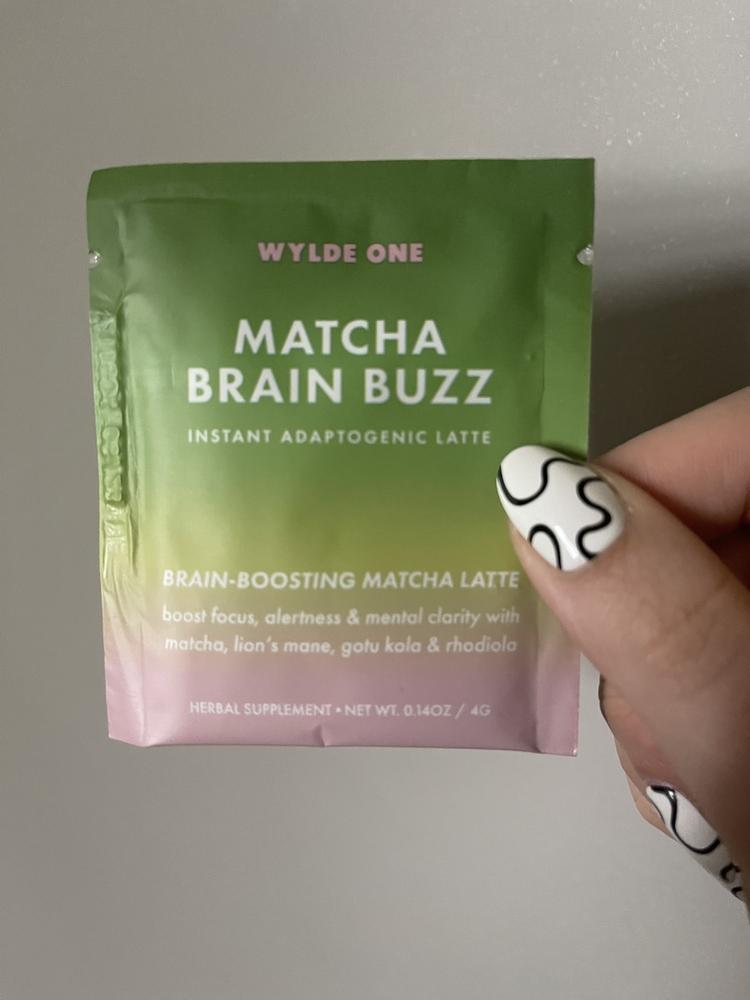 WYLDE ONE
MATCHA
BRAIN BUZZ
INSTANT ADAPTOGENIC LATTE
BRAIN-BOOSTING MATCHA LATTE
boost focus, alertness & mental clarity with
matcha, lion's mane, gotu kola & rhodiola
HERBAL SUPPLEMENT • NET WT. 0.14OZ / 4G